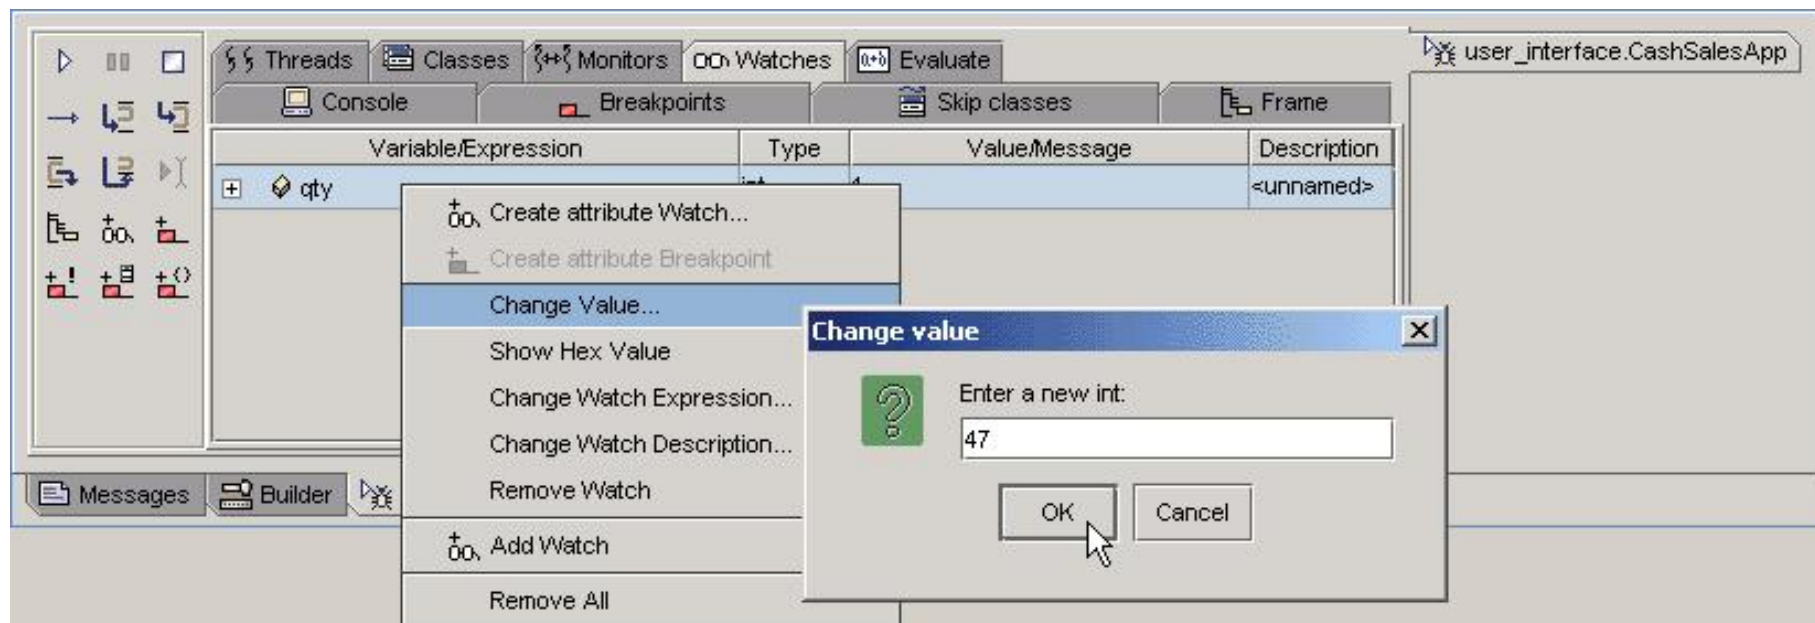 Threads Classes Monitors Watches Evaluate
user_interface.CashSalesApp
Console Breakpoints Skip classes Frame
Variable/Expression Type Value/Message Description
qty <unnamed>
Create attribute Watch...
Create attribute Breakpoint
Change Value...
Show Hex Value
Change Watch Expression...
Change Watch Description...
Remove Watch
Add Watch
Remove All
Change value
Enter a new int:
47
OK Cancel
Messages Builder